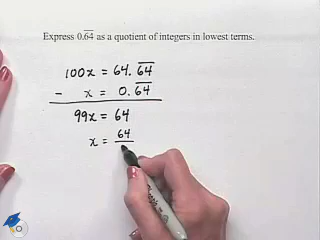 Express 0.6̅4̅ as a quotient of integers in lowest terms.
100x = 64.6̅4̅
- x = 0.6̅4̅
99x = 64
x = 64/